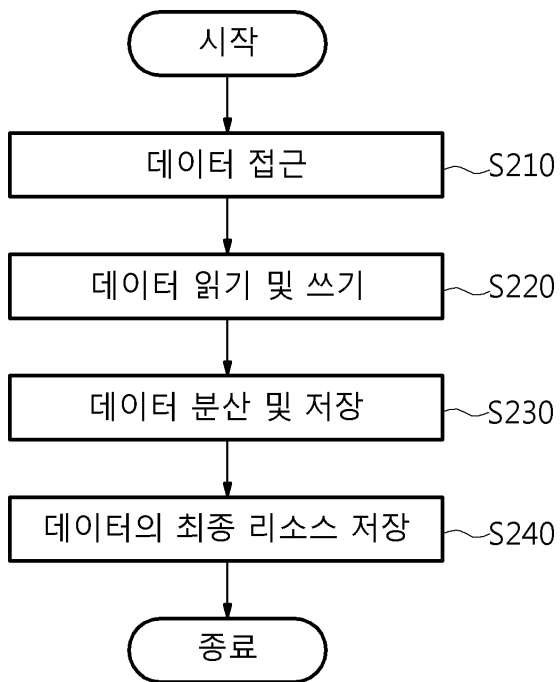 시작
데이터 접근
S210
데이터 읽기 및 쓰기
S220
데이터 분산 및 저장
S230
데이터의 최종 리소스 저장
S240
종료